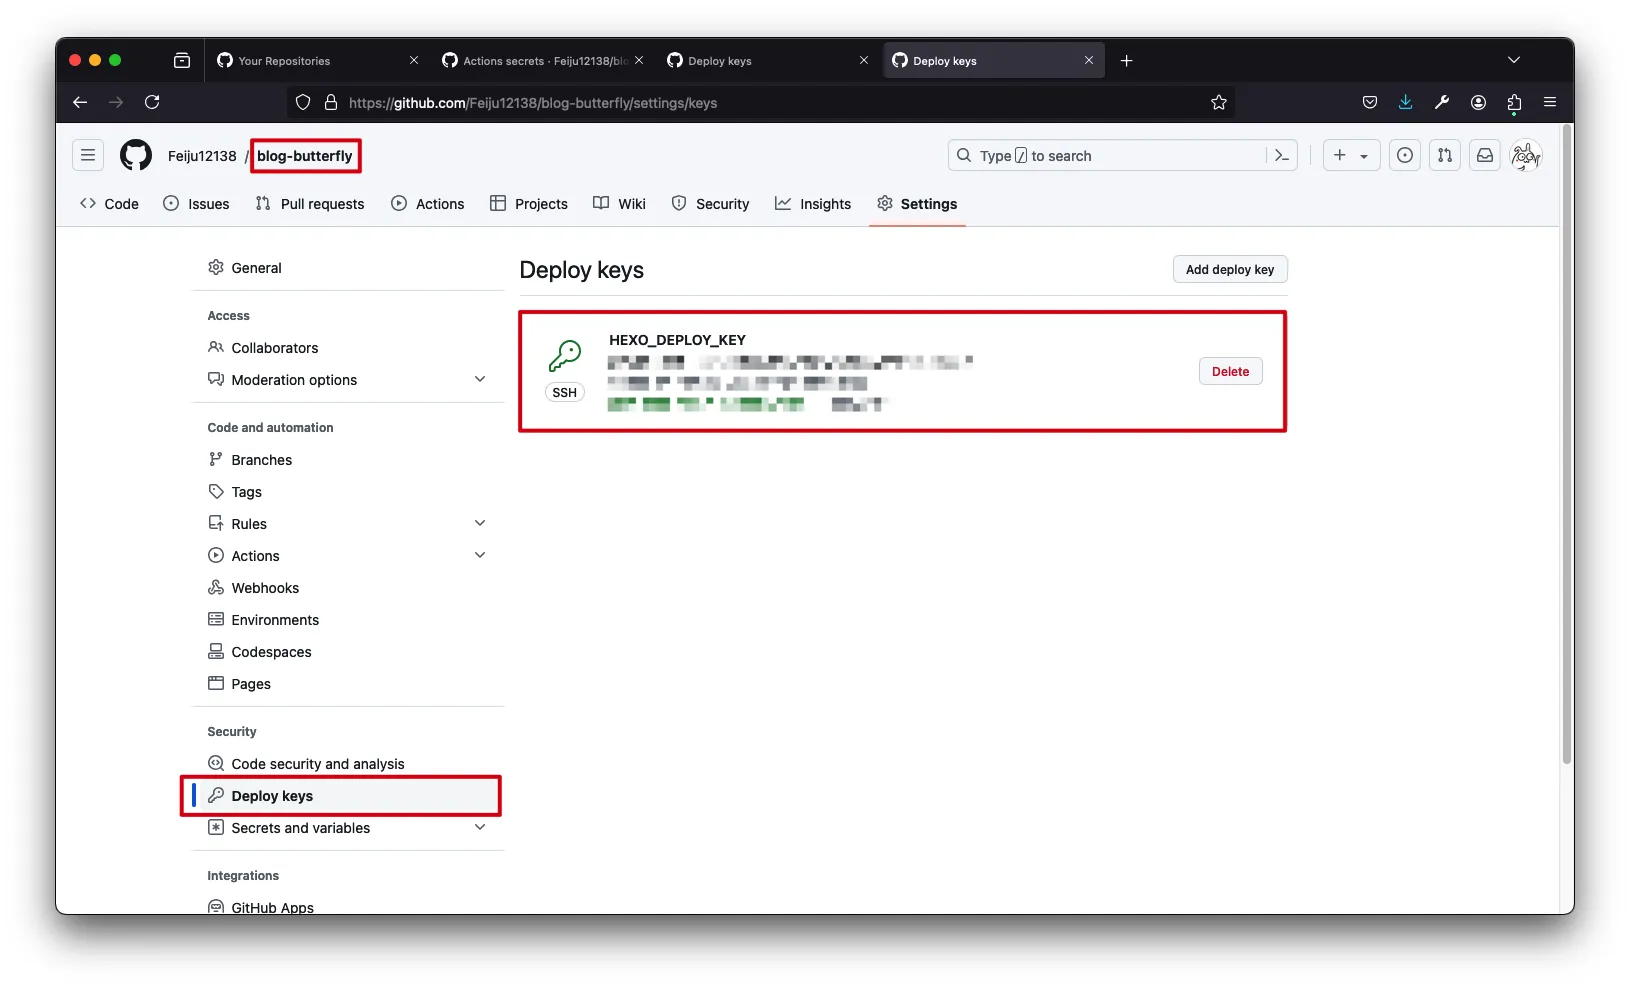 Your Repositories
Actions secrets · Feiju12138/blo
Deploy keys
Deploy keys
https://github.com/Feiju12138/blog-butterfly/settings/keys
Feiju12138 / blog-butterfly
Type / to search
Code
Issues
Pull requests
Actions
Projects
Wiki
Security
Insights
Settings
General
Access
Collaborators
Moderation options
Code and automation
Branches
Tags
Rules
Actions
Webhooks
Environments
Codespaces
Pages
Security
Code security and analysis
Deploy keys
Secrets and variables
Integrations
GitHub Apps
Deploy keys
Add deploy key
HEXO_DEPLOY_KEY
SSH
Delete